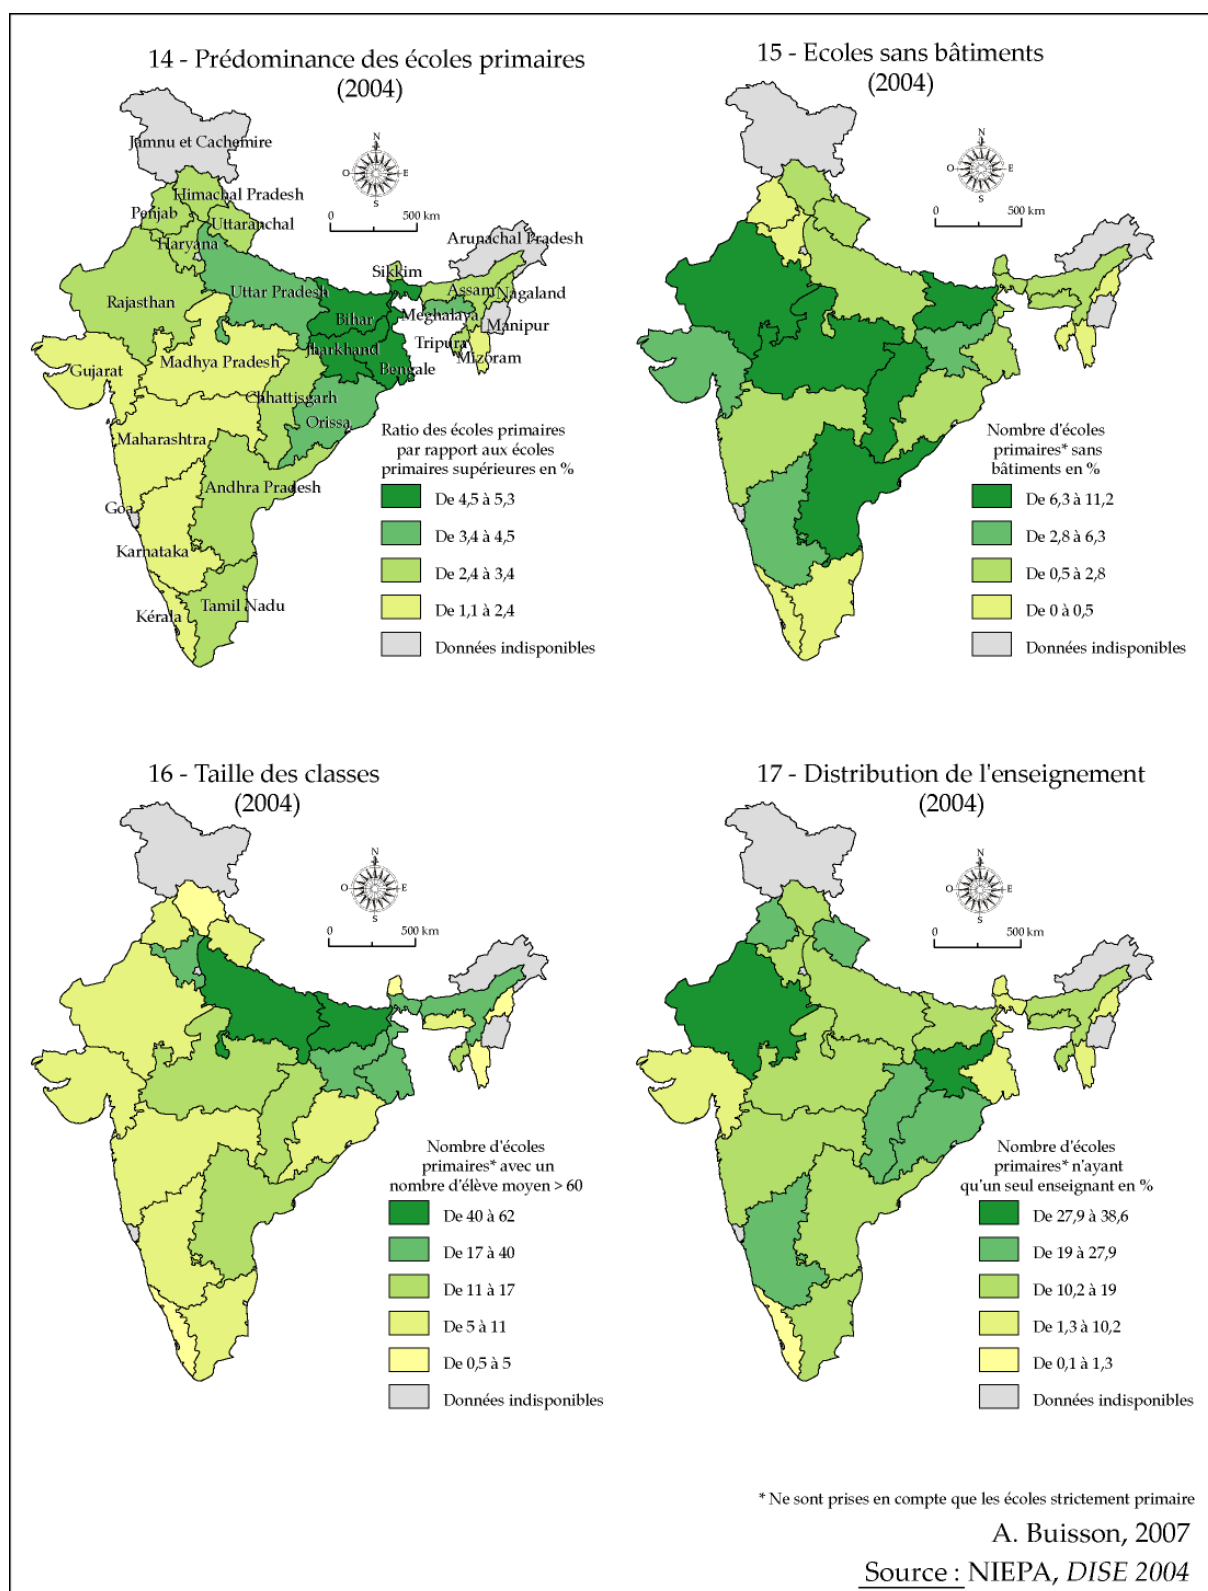 14 - Prédominance des écoles primaires
(2004)
Jamnu et Cachemire
N
O
E
S
Himachal Pradesh
Penjab
Uttaranchal
0
500 km
Haryana
Arunachal Pradesh
Sikkim
Rajasthan
Uttar Pradesh
Assam
Nagaland
Bihar
Meghalaya
Manipur
Jharkhand
Tripura
Mizoram
Gujarat
Madhya Pradesh
Bengale
Chhattisgarh
Orissa
Maharashtra
Andhra Pradesh
Goa
Karnataka
Kérala
Tamil Nadu
Ratio des écoles primaires
par rapport aux écoles
primaires supérieures en %
De 4,5 à 5,3
De 3,4 à 4,5
De 2,4 à 3,4
De 1,1 à 2,4
Données indisponibles
15 - Ecoles sans bâtiments
(2004)
N
O
E
S
0
500 km
Nombre d'écoles
primaires* sans
bâtiments en %
De 6,3 à 11,2
De 2,8 à 6,3
De 0,5 à 2,8
De 0 à 0,5
Données indisponibles
16 - Taille des classes
(2004)
N
O
E
S
0
500 km
Nombre d'écoles
primaires* avec un
nombre d'élève moyen > 60
De 40 à 62
De 17 à 40
De 11 à 17
De 5 à 11
De 0,5 à 5
Données indisponibles
17 - Distribution de l'enseignement
(2004)
N
O
E
S
0
500 km
Nombre d'écoles
primaires* n'ayant
qu'un seul enseignant en %
De 27,9 à 38,6
De 19 à 27,9
De 10,2 à 19
De 1,3 à 10,2
De 0,1 à 1,3
Données indisponibles
* Ne sont prises en compte que les écoles strictement primaire
A. Buisson, 2007
Source : NIEPA, DISE 2004